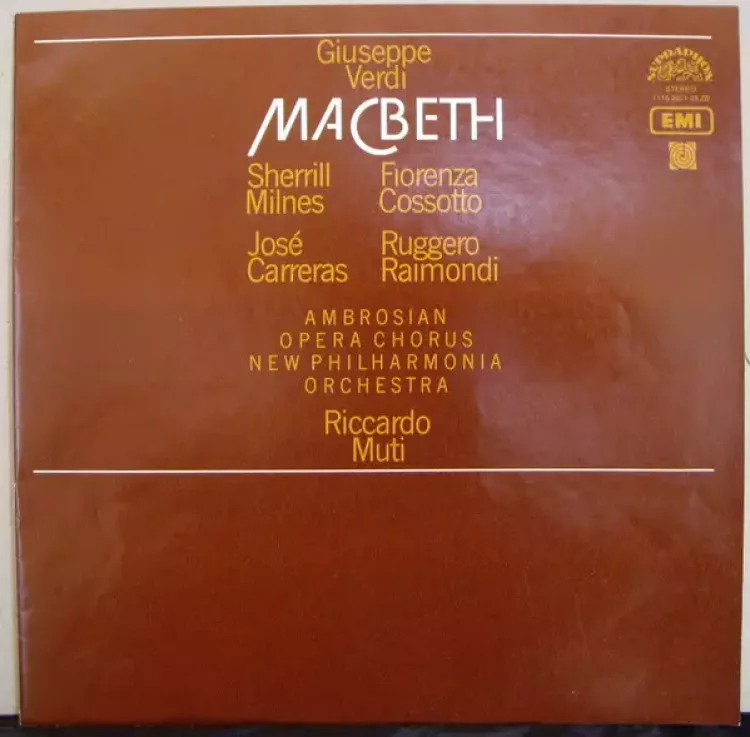 Giuseppe
Verdi
MACBETH
Sherrill
Milnes
Fiorenza
Cossotto
José
Carreras
Ruggero
Raimondi
AMBROSIAN
OPERA CHORUS
NEW PHILHARMONIA
ORCHESTRA
Riccardo
Muti
SUPRAPHON
STEREO
EMI